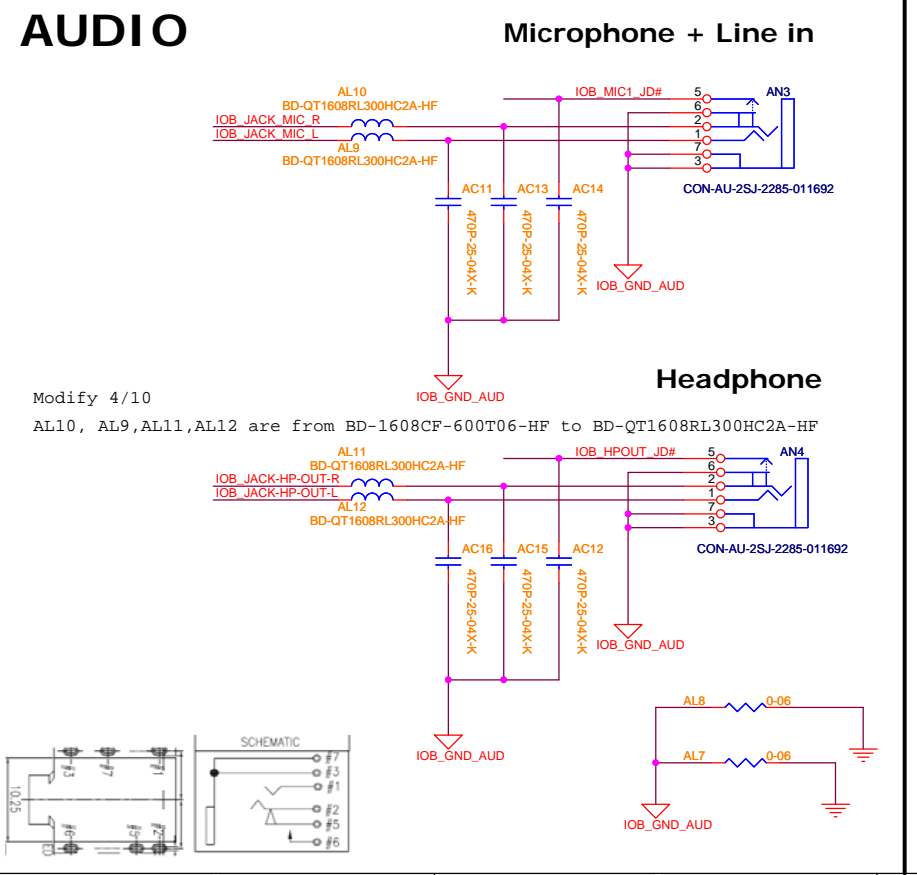 AUDIO
Microphone + Line in
AL10
BD-QT1608RL300HC2A-HF
IOB_JACK_MIC_R
IOB_JACK_MIC_L
AL9
BD-QT1608RL300HC2A-HF
IOB_MIC1_JD#
5
6
2
1
7
3
AN3
CON-AU-2SJ-2285-011692
AC11
AC13
AC14
470P-25-04X-K
470P-25-04X-K
470P-25-04X-K
IOB_GND_AUD
IOB_GND_AUD
Headphone
Modify 4/10
AL10, AL9,AL11,AL12 are from BD-1608CF-600T06-HF to BD-QT1608RL300HC2A-HF
AL11
BD-QT1608RL300HC2A-HF
IOB_JACK-HP-OUT-R
IOB_JACK-HP-OUT-L
AL12
BD-QT1608RL300HC2A-HF
IOB_HPOUT_JD#
5
6
2
1
7
3
AN4
CON-AU-2SJ-2285-011692
AC16
AC15
AC12
470P-25-04X-K
470P-25-04X-K
470P-25-04X-K
IOB_GND_AUD
IOB_GND_AUD
AL8
0-06
AL7
0-06
IOB_GND_AUD
10.25
#3
#7
#1
#6
#5
#2
SCHEMATIC
7
3
1
2
5
6